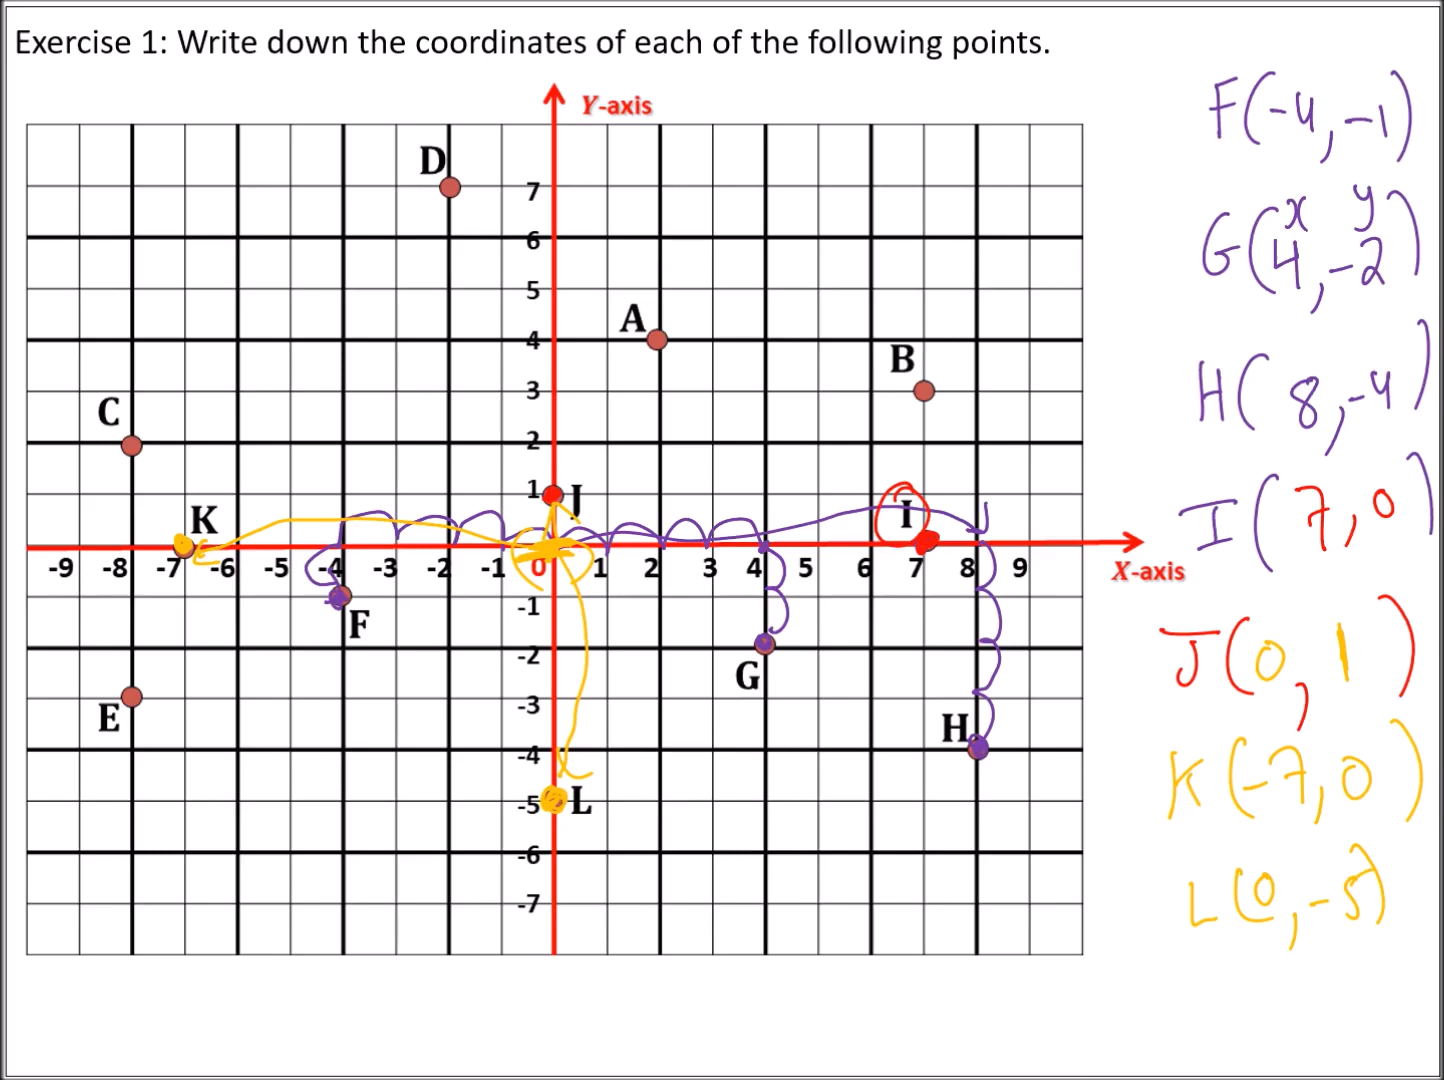 Exercise 1: Write down the coordinates of each of the following points.
Y-axis
F(-4,-1)
D
7
x y
G(4,-2)
6
5
A
4
B
3
H(8,-4)
C
2
1
J
K
I
I(7,0)
-9 -8 -7 -6 -5 -4 -3 -2 -1 0 1 2 3 4 5 6 7 8 9
X-axis
-1
F
-2
G
J(0,1)
-3
E
H
-4
K(-7,0)
-5
L
-6
L(0,-5)
-7